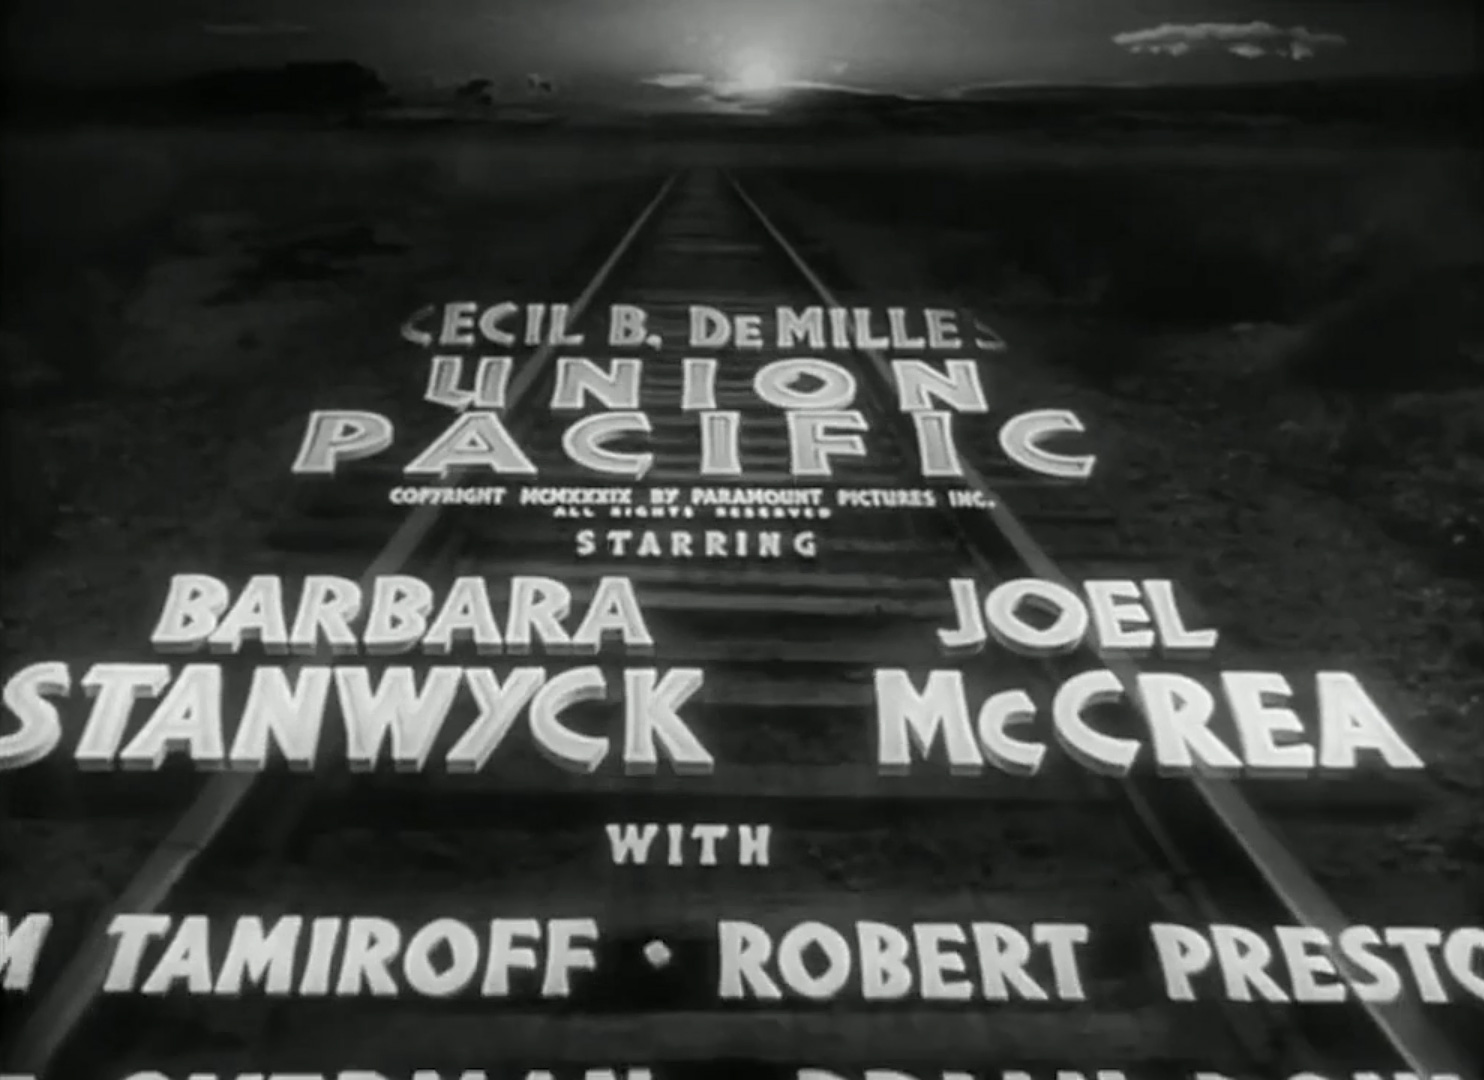 CECIL B. DEMILLE'S
UNION
PACIFIC
COPYRIGHT MCMXXXIX BY PARAMOUNT PICTURES INC.
ALL RIGHTS RESERVED
STARRING
BARBARA JOEL
STANWYCK McCREA
WITH
M TAMIROFF • ROBERT PRESTO